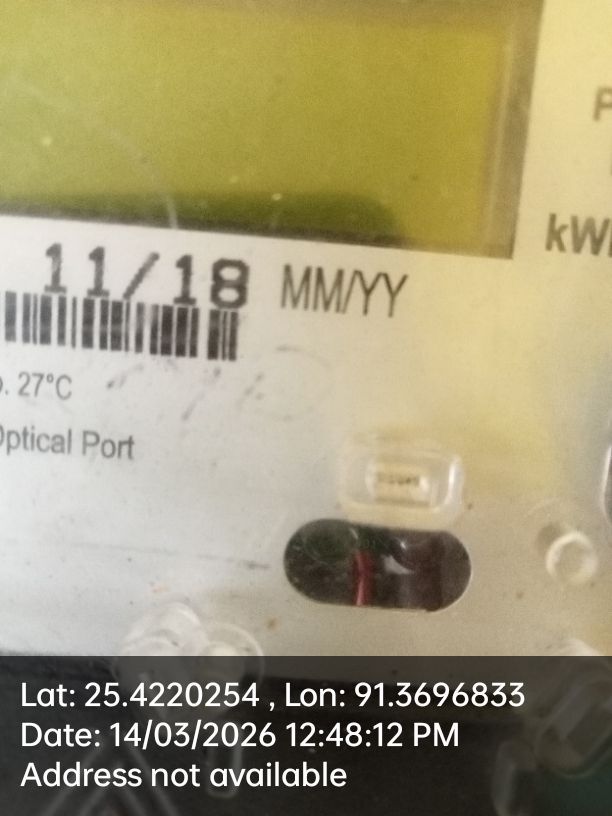 kW
11/18 MM/YY
. 27°C
Optical Port
Lat: 25.4220254 , Lon: 91.3696833
Date: 14/03/2026 12:48:12 PM
Address not available